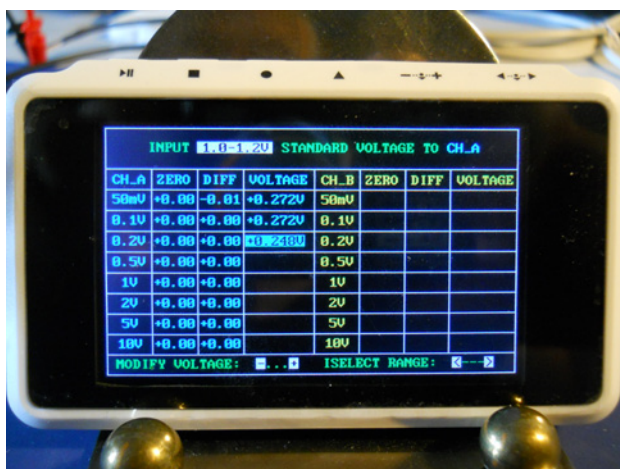 INPUT 1.0-1.2V STANDARD VOLTAGE TO CH_A
CH_A ZERO DIFF VOLTAGE CH_B ZERO DIFF VOLTAGE
50mV +0.00 -0.01 +0.272V 50mV
0.1V +0.00 +0.00 +0.272V 0.1V
0.2V +0.00 +0.00 +0.248V 0.2V
0.5V +0.00 +0.00 0.5V
1V +0.00 +0.00 1V
2V +0.00 +0.00 2V
5V +0.00 +0.00 5V
10V +0.00 +0.00 10V
MODIFY VOLTAGE: -...+ ISELECT RANGE: <--->